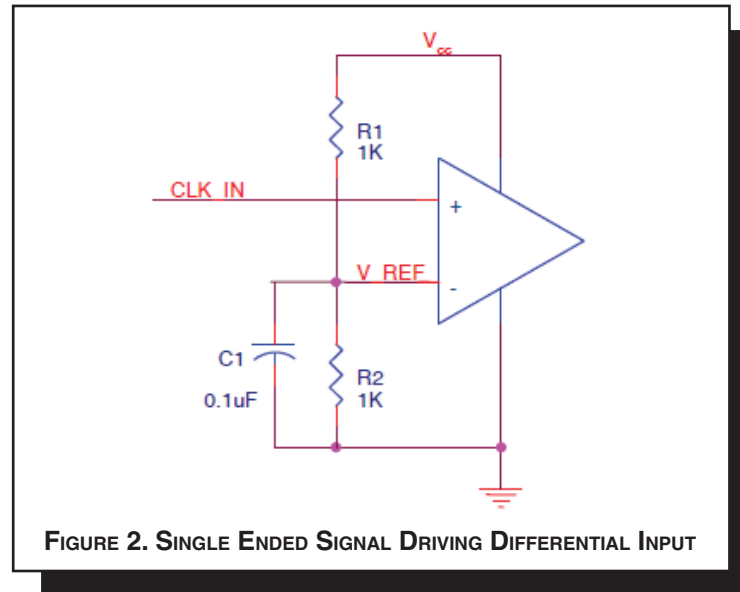 Vcc
R1
1K
CLK_IN
+
V_REF
-
C1
0.1uF
R2
1K
FIGURE 2. SINGLE ENDED SIGNAL DRIVING DIFFERENTIAL INPUT